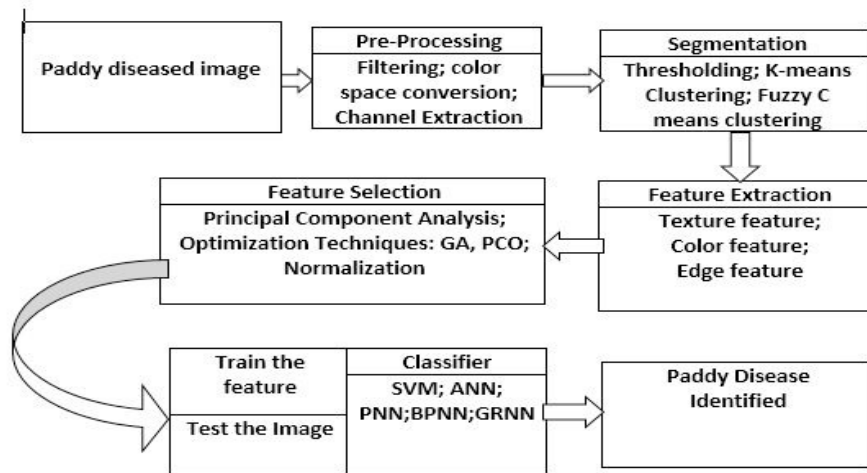 Paddy diseased image
Pre-Processing
Filtering; color
space conversion;
Channel Extraction
Segmentation
Thresholding; K-means
Clustering; Fuzzy C
means clustering
Feature Extraction
Texture feature;
Color feature;
Edge feature
Feature Selection
Principal Component Analysis;
Optimization Techniques: GA, PCO;
Normalization
Train the
feature
Test the Image
Classifier
SVM; ANN;
PNN;BPNN;GRNN
Paddy Disease
Identified